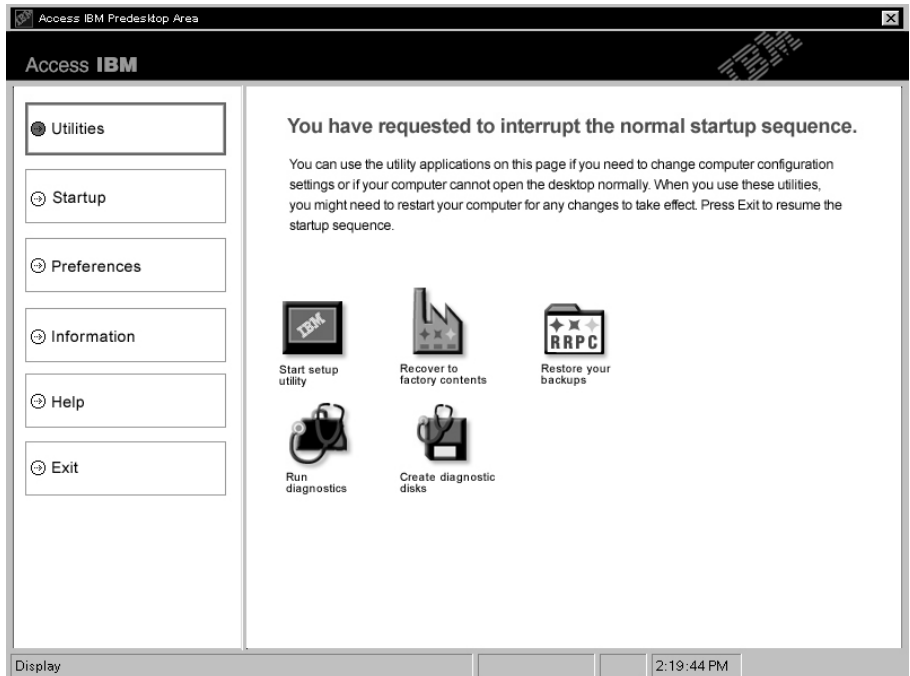 Access IBM Predesktop Area
Access IBM
IBM
Utilities
Startup
Preferences
Information
Help
Exit
You have requested to interrupt the normal startup sequence.
You can use the utility applications on this page if you need to change computer configuration
settings or if your computer cannot open the desktop normally. When you use these utilities,
you might need to restart your computer for any changes to take effect. Press Exit to resume the
startup sequence.
IBM
Start setup
utility
Recover to
factory contents
RRPC
Restore your
backups
Run
diagnostics
Create diagnostic
disks
Display
2:19:44 PM